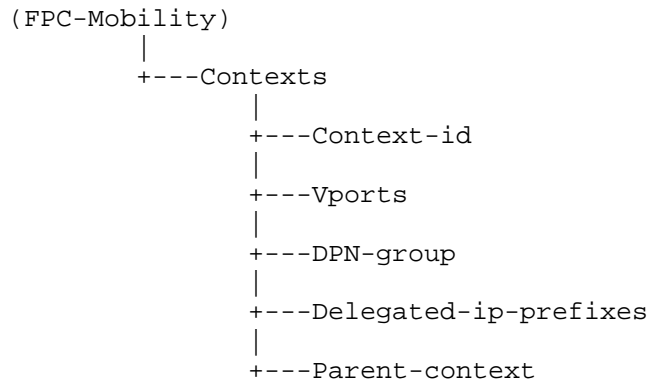 (FPC-Mobility)
|
+---Contexts
|
+---Context-id
|
+---Vports
|
+---DPN-group
|
+---Delegated-ip-prefixes
|
+---Parent-context